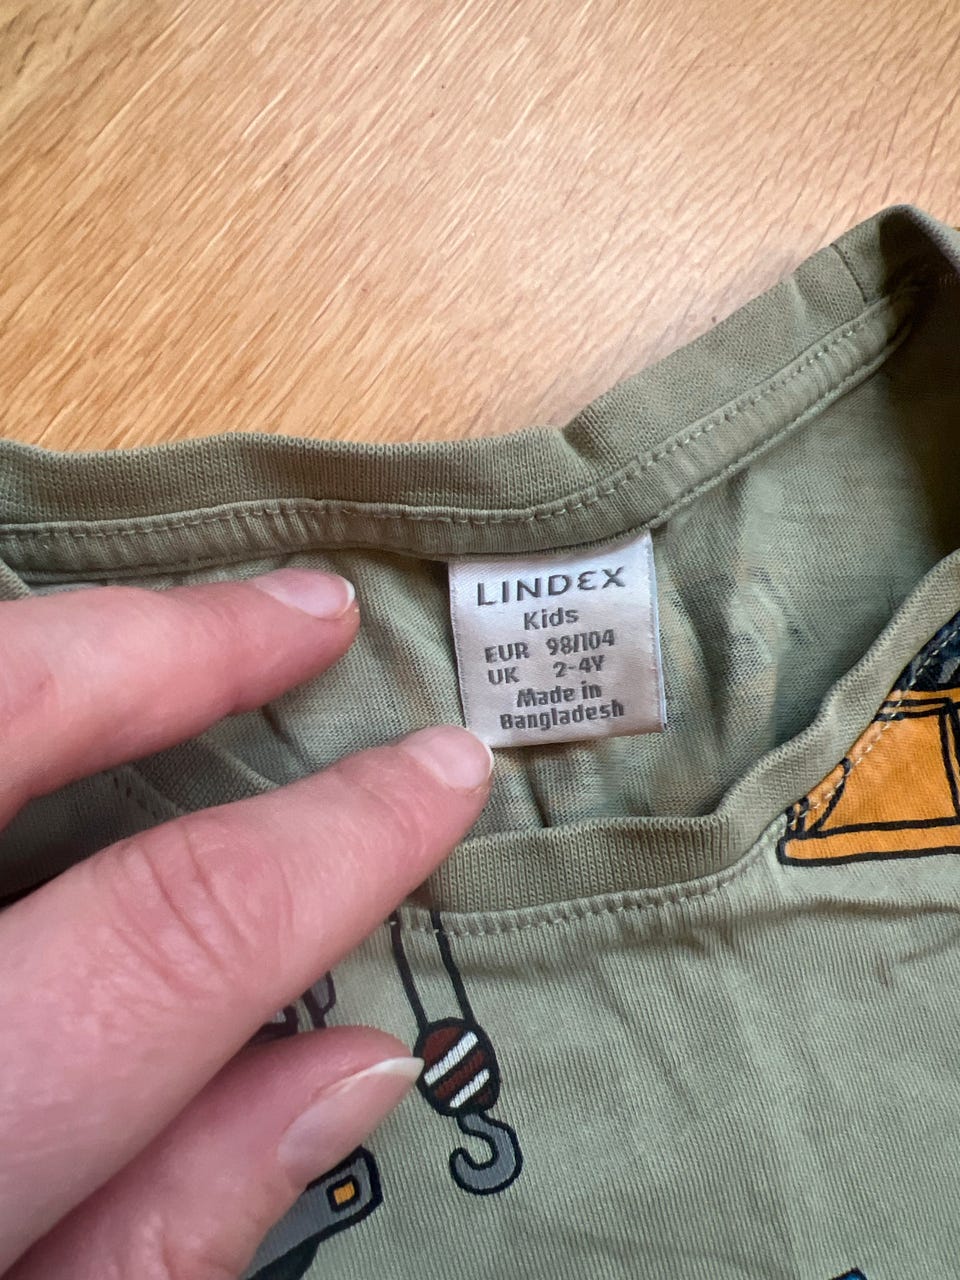 LINDEX
Kids
EUR 98/104
UK 2-4Y
Made in
Bangladesh